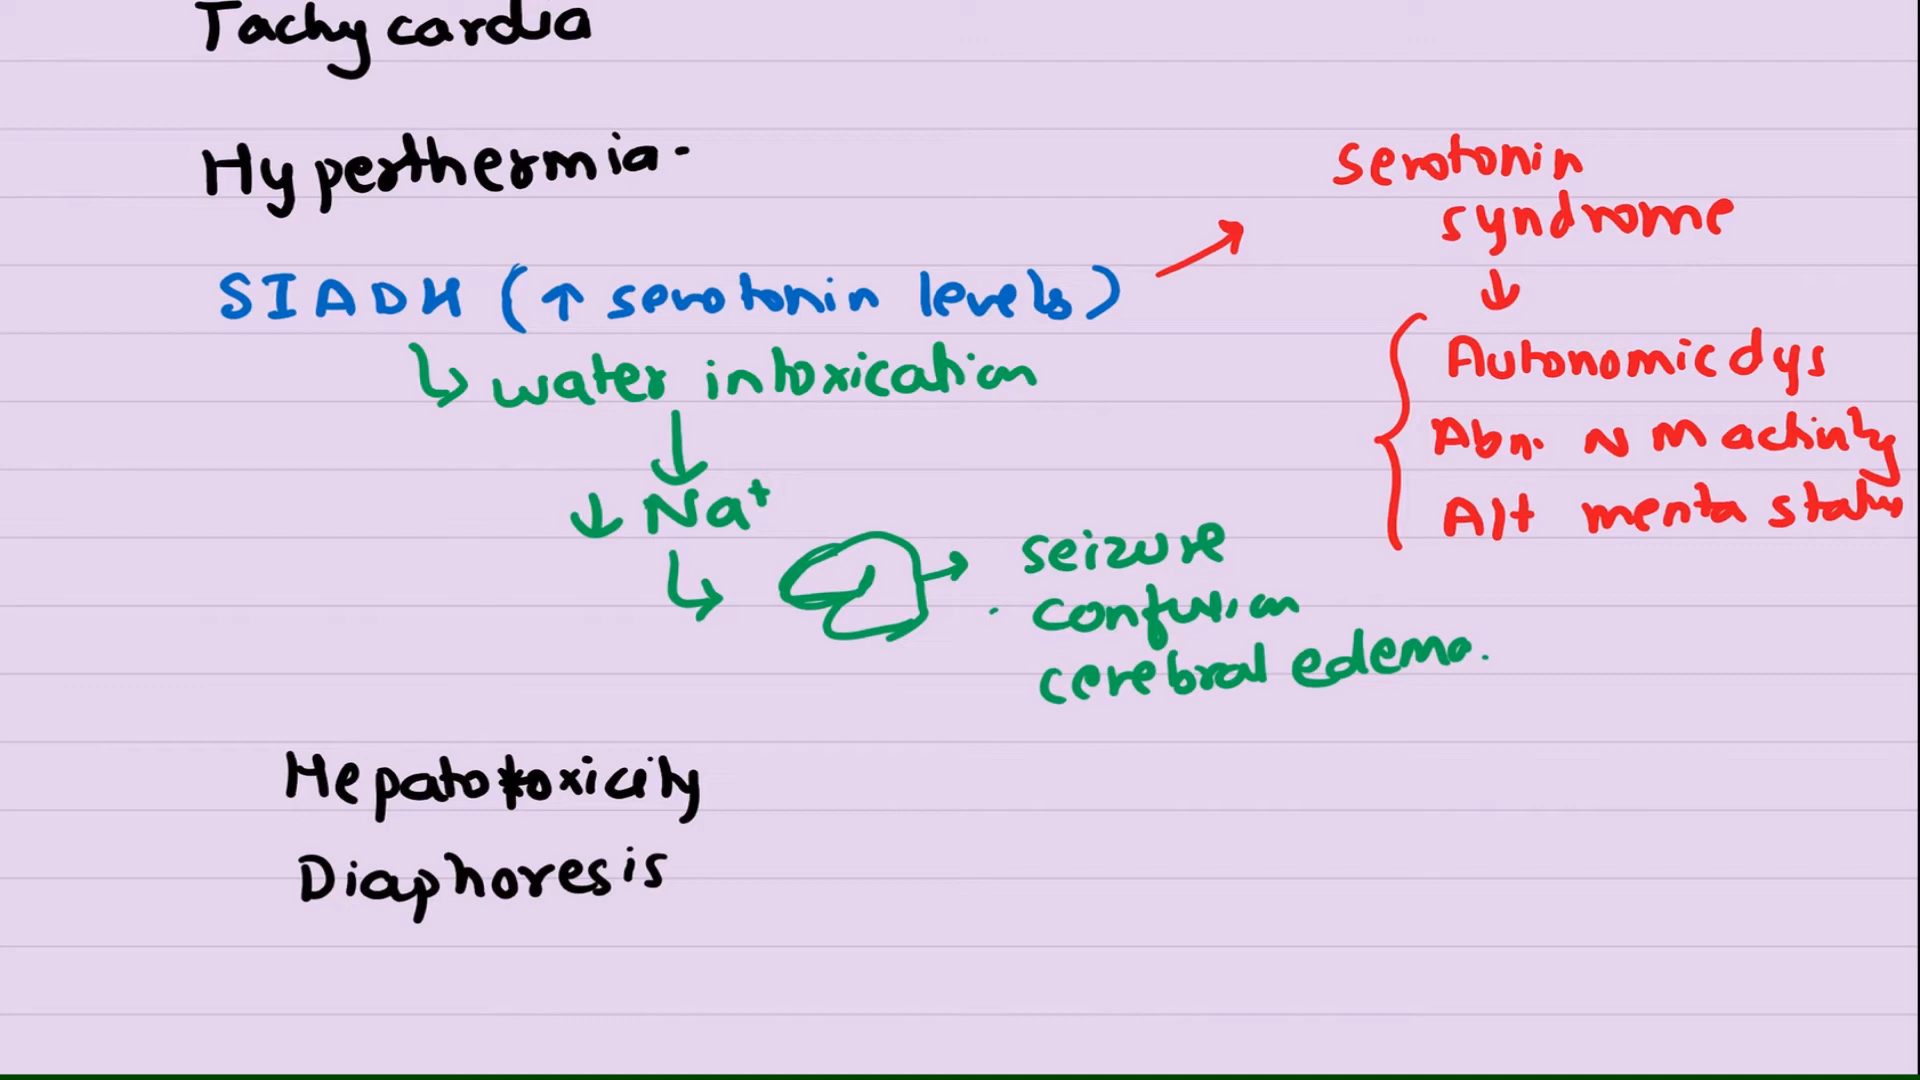 Tachycardia
Hyperthermia
SIADH (↑ serotonin levels) →
serotonin
syndrome
↓
Autonomic dys
Abn. N M activity
Alt menta status
↳ water intoxication
↓
↓ Na⁺
↳
→ seizure
confusion
cerebral edema.
Hepatotoxicity
Diaphoresis